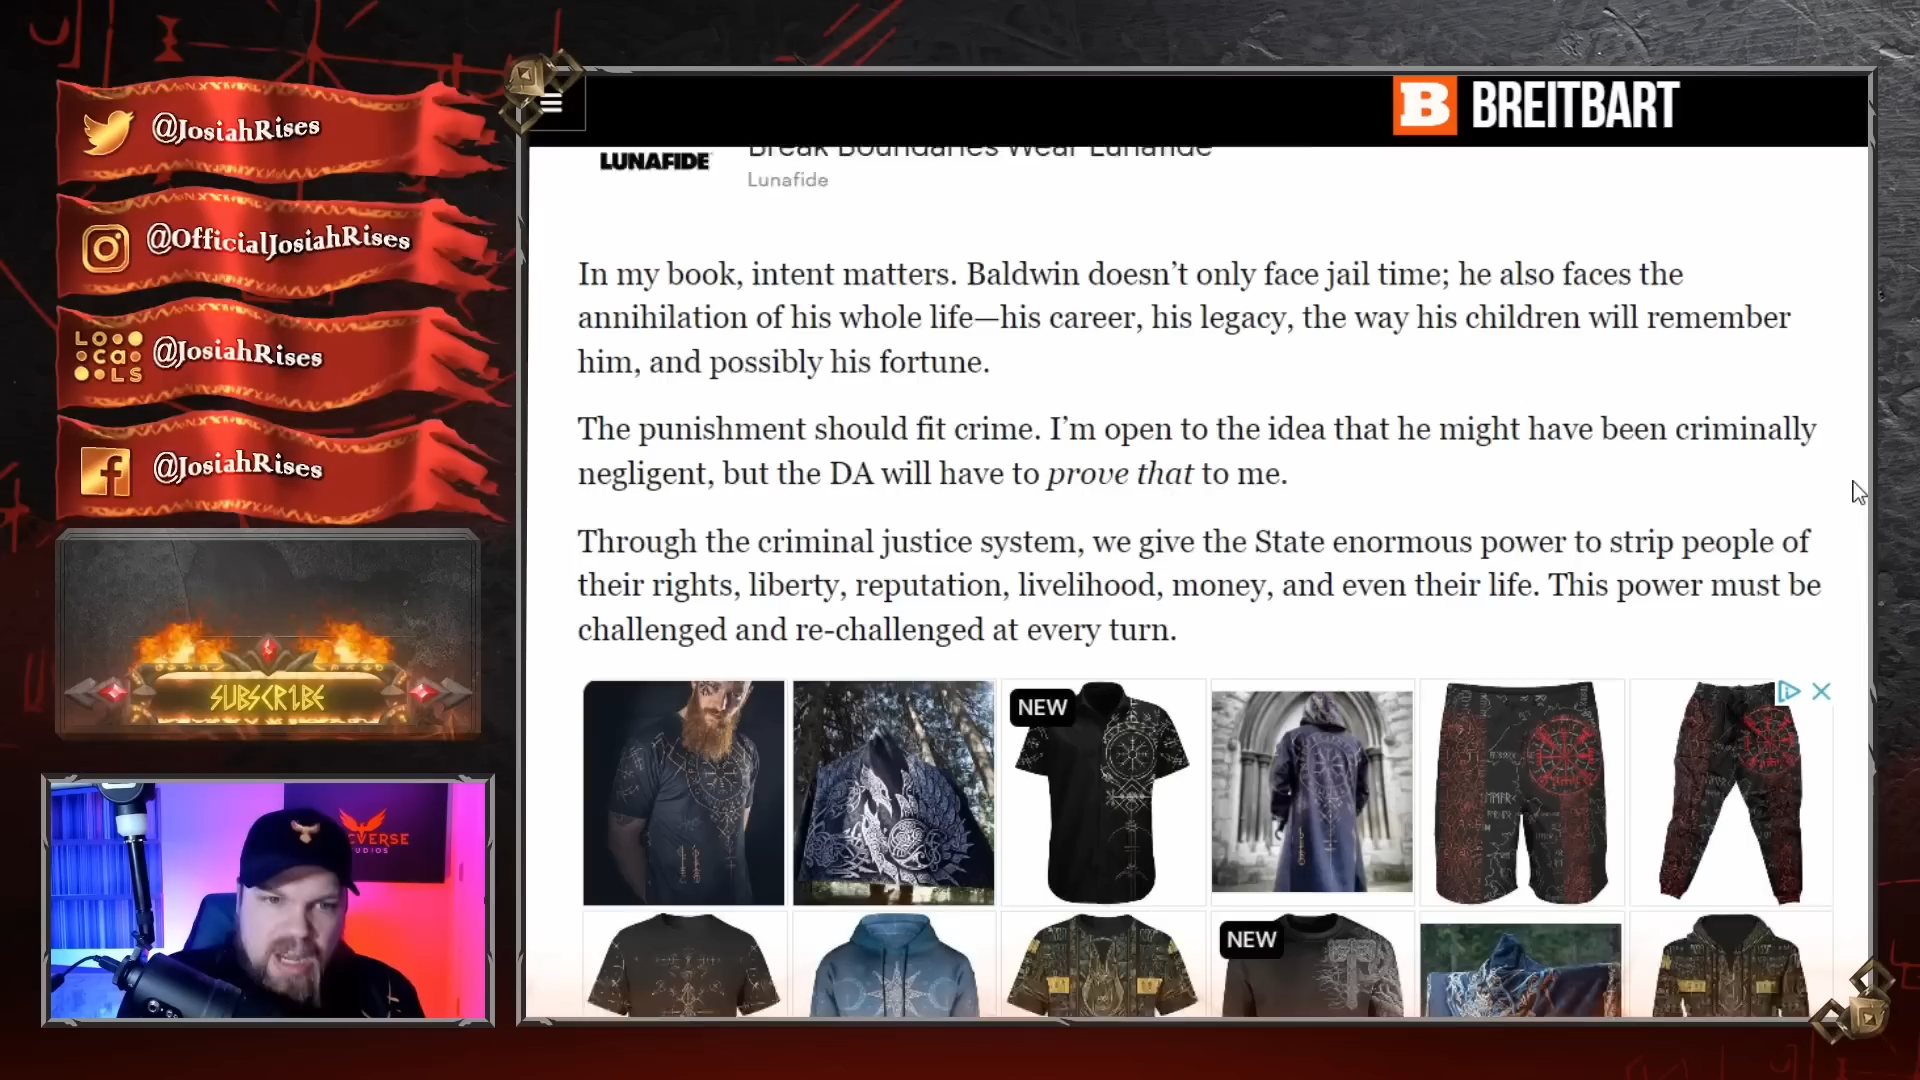 @JosiahRises
@OfficialJosiahRises
LOCALS
@JosiahRises
@JosiahRises
SUBSCRIBE
BREITBART
LUNAFIDE
Break Boundaries Wear Lunafide
Lunafide
In my book, intent matters. Baldwin doesn’t only face jail time; he also faces the
annihilation of his whole life—his career, his legacy, the way his children will remember
him, and possibly his fortune.
The punishment should fit crime. I’m open to the idea that he might have been criminally
negligent, but the DA will have to prove that to me.
Through the criminal justice system, we give the State enormous power to strip people of
their rights, liberty, reputation, livelihood, money, and even their life. This power must be
challenged and re-challenged at every turn.
NEW
NEW